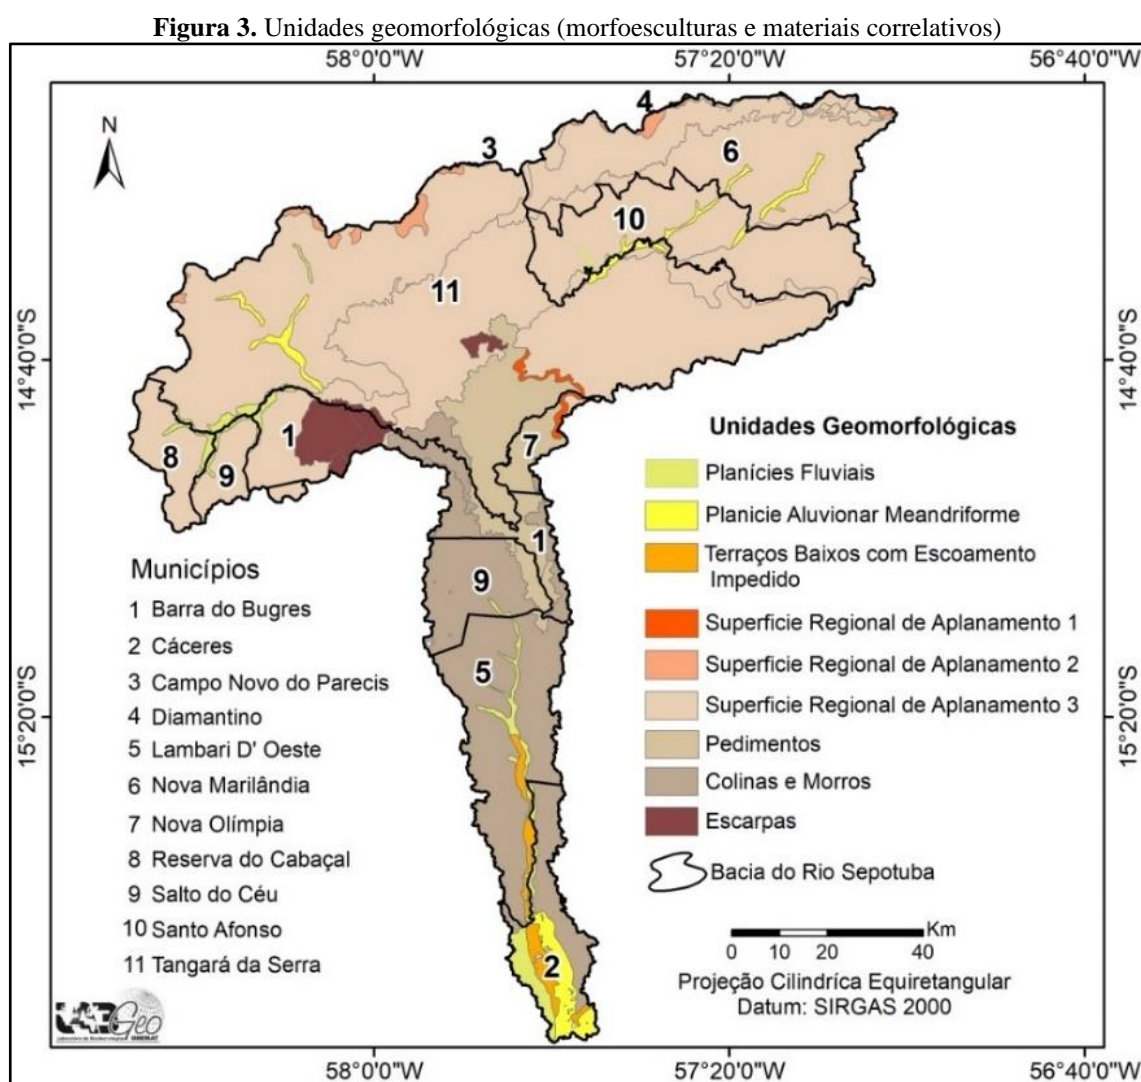 Figura 3. Unidades geomorfológicas (morfoesculturas e materiais correlativos)
58°0'0"W
57°20'0"W
56°40'0"W
N
4
3
6
10
11
14°40'0"S
14°40'0"S
1
7
8
9
1
9
5
2
Unidades Geomorfológicas
Planícies Fluviais
Planicie Aluvionar Meandriforme
Terraços Baixos com Escoamento
Impedido
Superficie Regional de Aplanamento 1
Superficie Regional de Aplanamento 2
Superficie Regional de Aplanamento 3
Pedimentos
Colinas e Morros
Escarpas
Bacia do Rio Sepotuba
Municípios
1 Barra do Bugres
2 Cáceres
3 Campo Novo do Parecis
4 Diamantino
5 Lambari D' Oeste
6 Nova Marilândia
7 Nova Olímpia
8 Reserva do Cabaçal
9 Salto do Céu
10 Santo Afonso
11 Tangará da Serra
15°20'0"S
15°20'0"S
Km
0 10 20 40
Projeção Cilindríca Equiretangular
Datum: SIRGAS 2000
LABGeo
UNEMAT
58°0'0"W
57°20'0"W
56°40'0"W